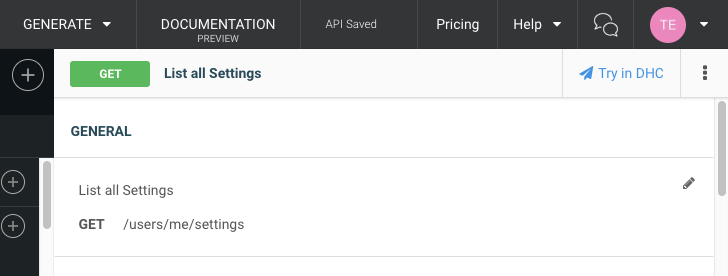 GENERATE
DOCUMENTATION
PREVIEW
API Saved
Pricing
Help
TE
GET List all Settings
Try in DHC
GENERAL
List all Settings
GET /users/me/settings